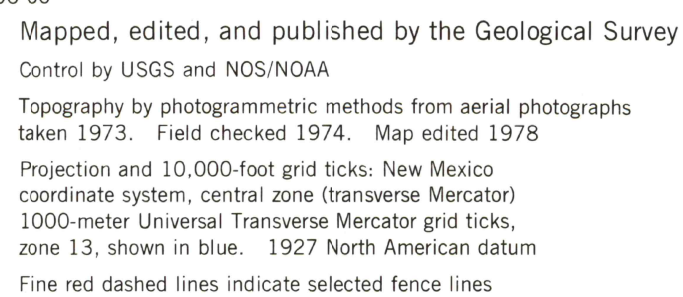 Mapped, edited, and published by the Geological Survey
Control by USGS and NOS/NOAA
Topography by photogrammetric methods from aerial photographs
taken 1973. Field checked 1974. Map edited 1978
Projection and 10,000-foot grid ticks: New Mexico
coordinate system, central zone (transverse Mercator)
1000-meter Universal Transverse Mercator grid ticks,
zone 13, shown in blue. 1927 North American datum
Fine red dashed lines indicate selected fence lines